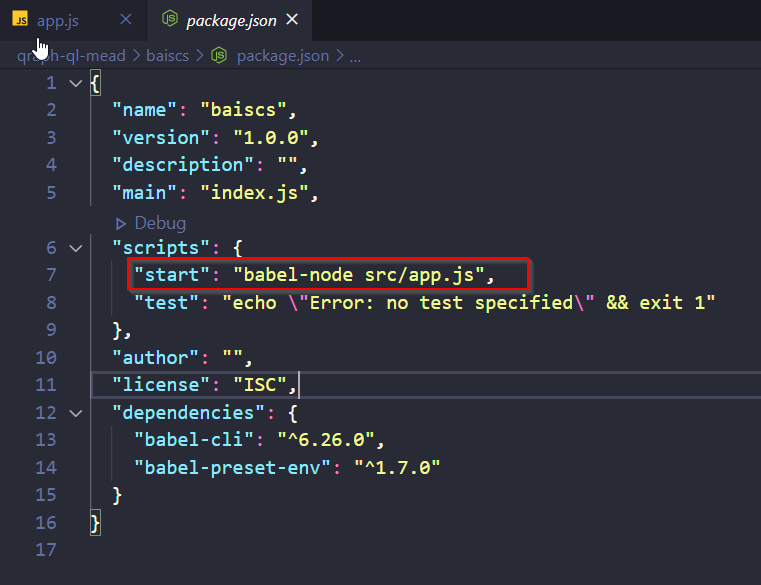 JS app.js × JS package.json ×
graph-ql-mead > baiscs > JS package.json > ...
1 {
2 "name": "baiscs",
3 "version": "1.0.0",
4 "description": "",
5 "main": "index.js",
Debug
6 "scripts": {
7 "start": "babel-node src/app.js",
8 "test": "echo \"Error: no test specified\" && exit 1"
9 },
10 "author": "",
11 "license": "ISC",
12 "dependencies": {
13 "babel-cli": "^6.26.0",
14 "babel-preset-env": "^1.7.0"
15 }
16 }
17